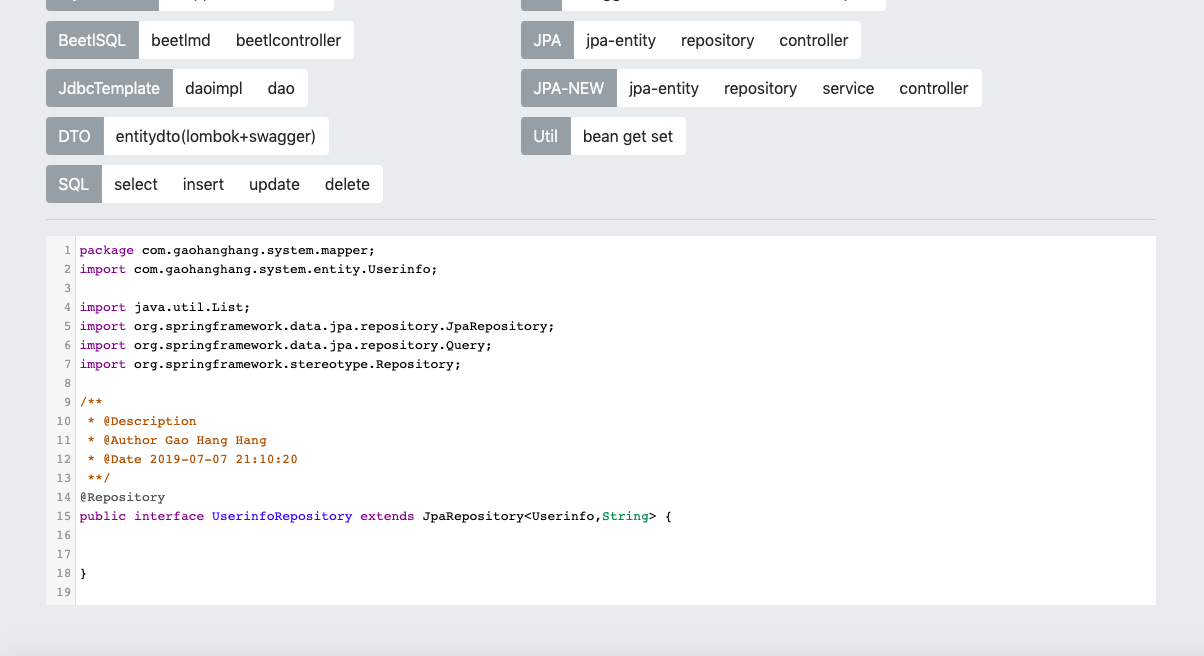 BeetlSQL beetlmd beetlcontroller
JPA jpa-entity repository controller
JdbcTemplate daoimpl dao
JPA-NEW jpa-entity repository service controller
DTO entitydto(lombok+swagger)
Util bean get set
SQL select insert update delete
1 package com.gaohanghang.system.mapper;
2 import com.gaohanghang.system.entity.Userinfo;
3
4 import java.util.List;
5 import org.springframework.data.jpa.repository.JpaRepository;
6 import org.springframework.data.jpa.repository.Query;
7 import org.springframework.stereotype.Repository;
8
9 /**
10 * @Description
11 * @Author Gao Hang Hang
12 * @Date 2019-07-07 21:10:20
13 **/
14 @Repository
15 public interface UserinfoRepository extends JpaRepository<Userinfo,String> {
16
17
18 }
19